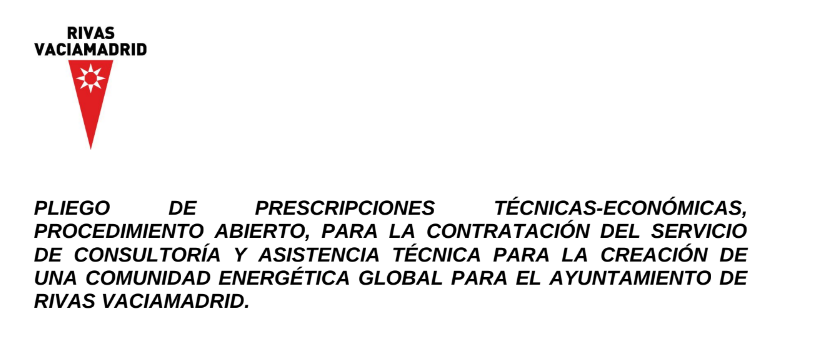 RIVAS
VACIAMADRID
PLIEGO DE PRESCRIPCIONES TÉCNICAS-ECONÓMICAS,
PROCEDIMIENTO ABIERTO, PARA LA CONTRATACIÓN DEL SERVICIO
DE CONSULTORÍA Y ASISTENCIA TÉCNICA PARA LA CREACIÓN DE
UNA COMUNIDAD ENERGÉTICA GLOBAL PARA EL AYUNTAMIENTO DE
RIVAS VACIAMADRID.